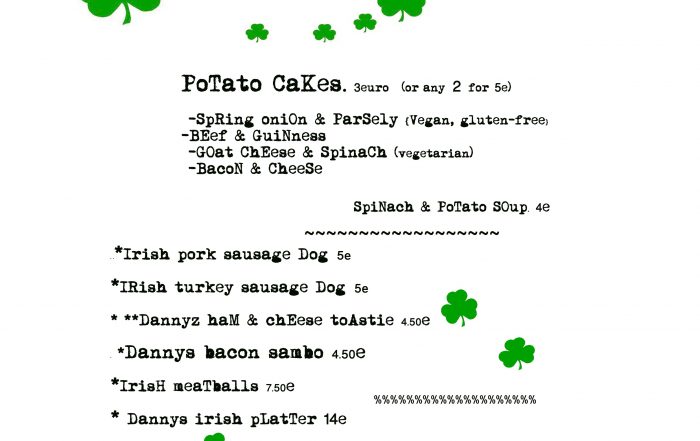 PoTato CaKes. 3euro (or any 2 for 5e)
-SpRing oniOn & ParSely (Vegan, gluten-free)
-BEef & GuiNness
-GOat ChEese & SpinaCh (vegetarian)
-BacoN & CheeSe
SpiNach & PoTato SOup. 4e
~~~~~~~~~~~~~~~~~~
*Irish pork sausage Dog 5e
*IRish turkey sausage Dog 5e
* **Dannyz haM & chEese toAstie 4.50e
*Dannys bacon sambo 4.50e
*IrisH meaTballs 7.50e
%%%%%%%%%%%%%%%%%%%%
* Dannys irish pLatTer 14e